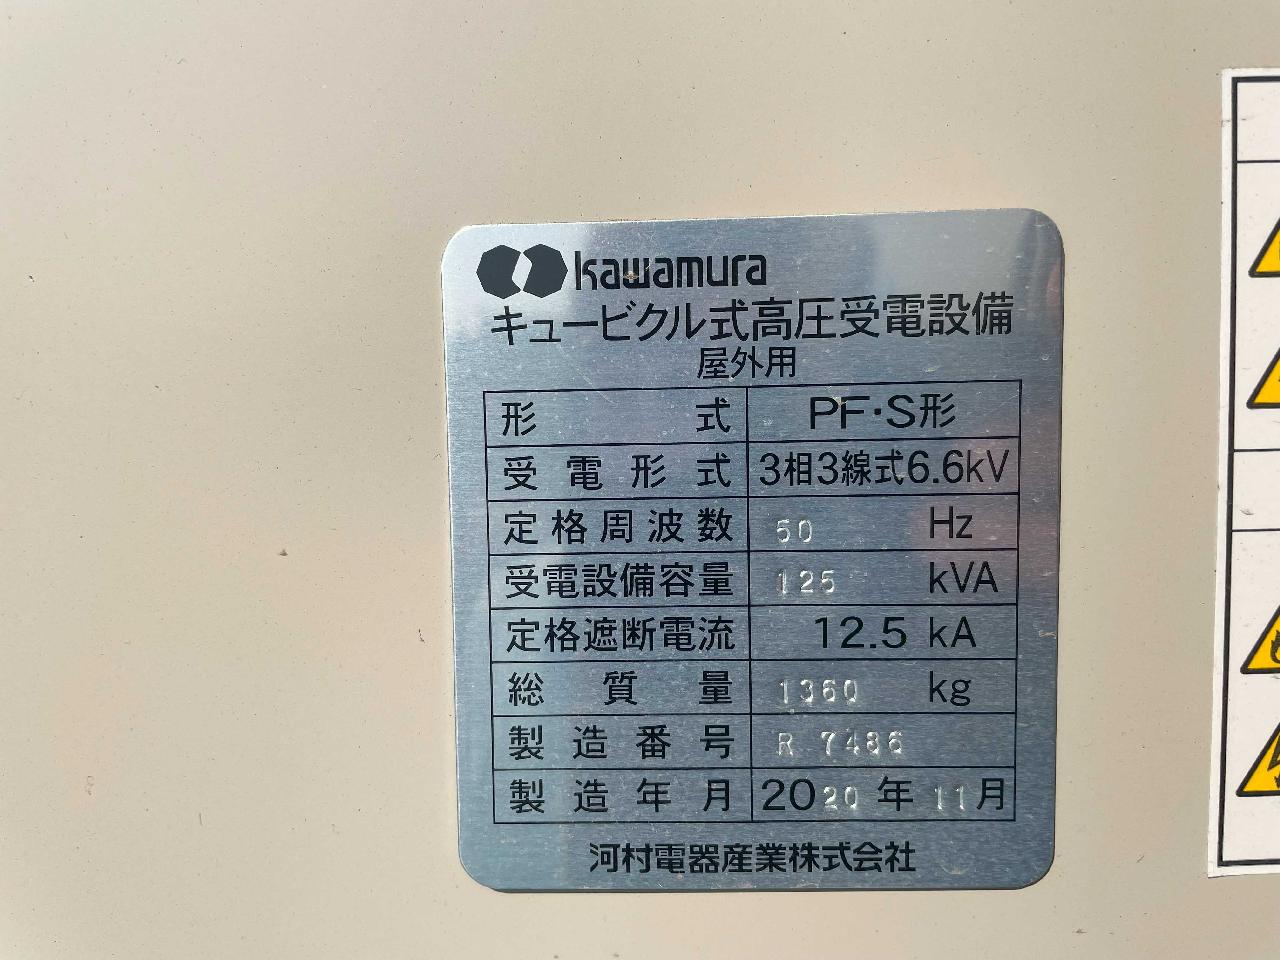 kawamura
キュービクル式高圧受電設備
屋外用
形式 PF・S形
受電形式 3相3線式6.6kV
定格周波数 50 Hz
受電設備容量 125 kVA
定格遮断電流 12.5 kA
総質量 1360 kg
製造番号 R 7486
製造年月 2020年11月
河村電器産業株式会社